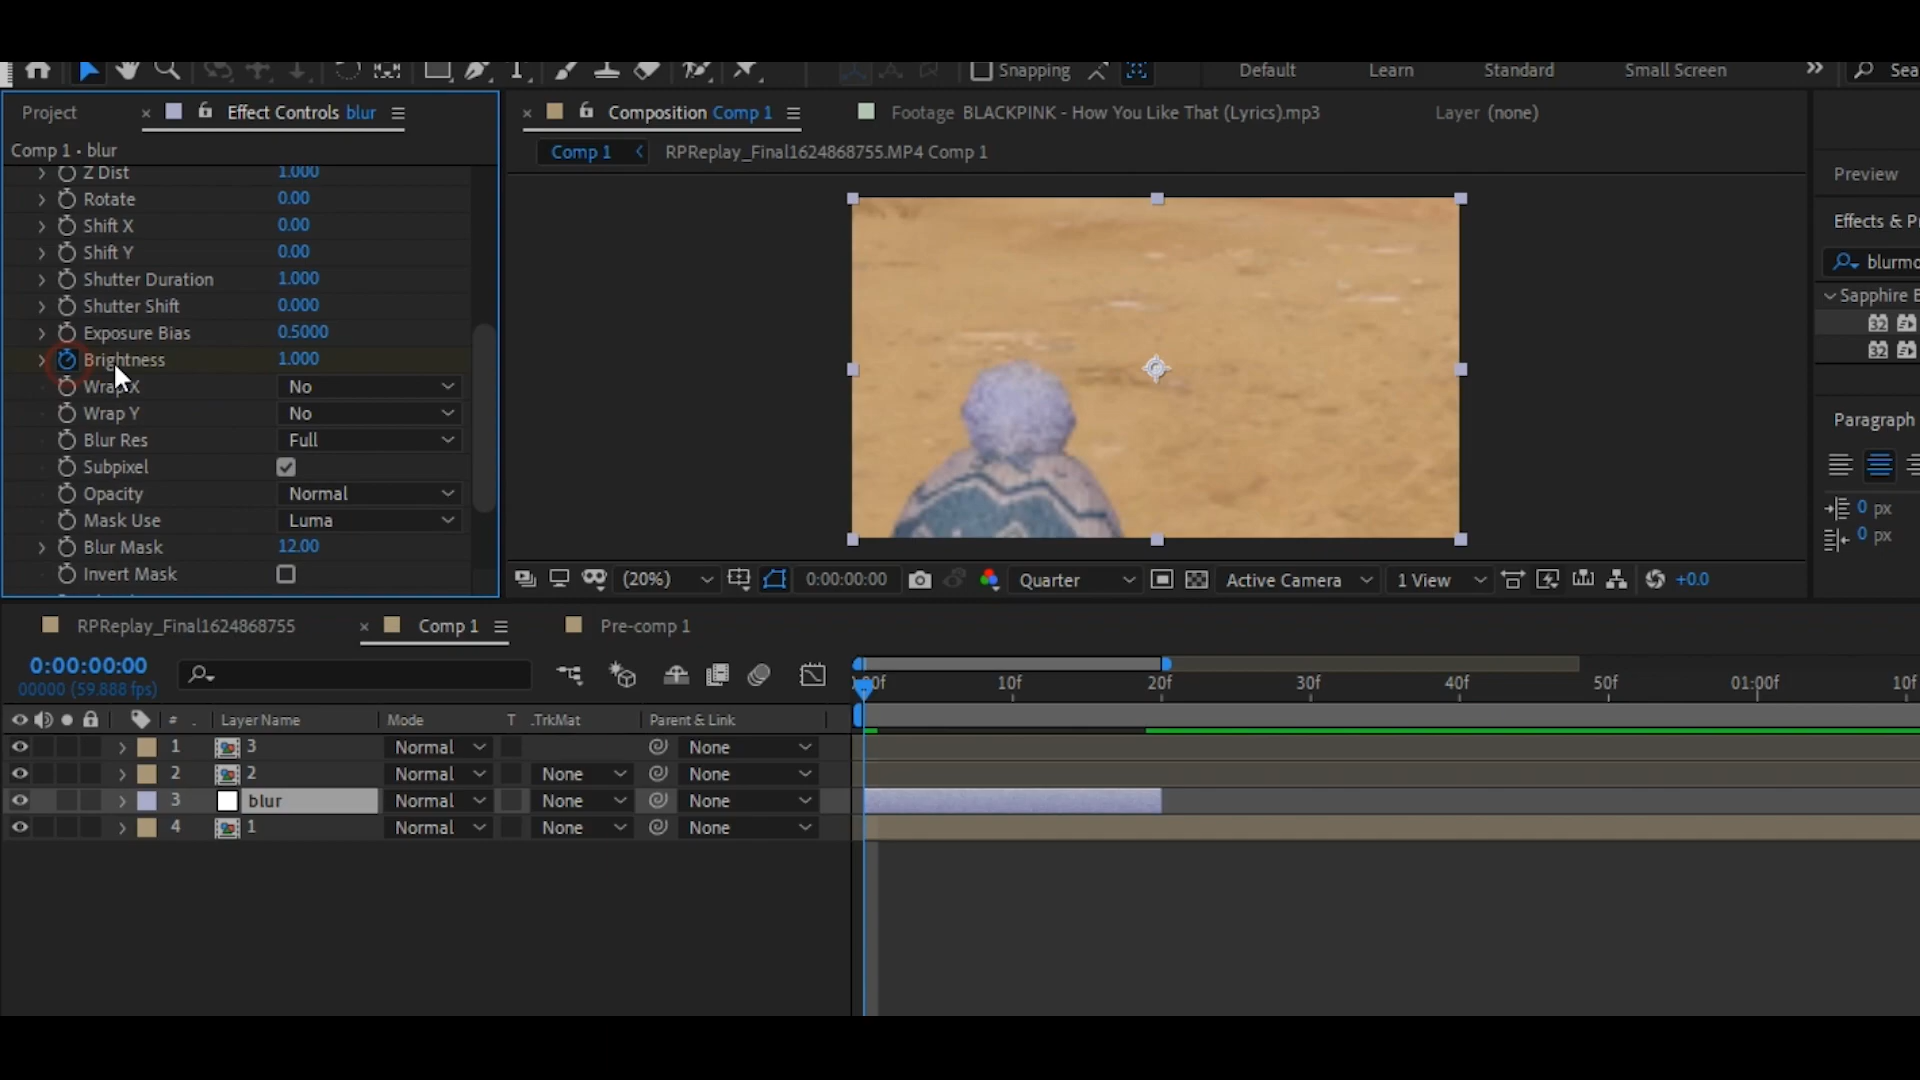 Snapping
Default
Learn
Standard
Small Screen
Sea
Project
Effect Controls blur
Composition Comp 1
Footage BLACKPINK - How You Like That (Lyrics).mp3
Layer (none)
Comp 1 • blur
Comp 1
RPReplay_Final1624868755.MP4 Comp 1
Z Dist 1.000
Rotate 0.00
Shift X 0.00
Shift Y 0.00
Shutter Duration 1.000
Shutter Shift 0.000
Exposure Bias 0.5000
Brightness 1.000
Wrap X No
Wrap Y No
Blur Res Full
Subpixel
Opacity Normal
Mask Use Luma
Blur Mask 12.00
Invert Mask
Preview
Effects & Pr
blurmo
Sapphire B
32
32
Paragraph
0 px
0 px
(20%)
0:00:00:00
Quarter
Active Camera
1 View
+0.0
RPReplay_Final1624868755
Comp 1
Pre-comp 1
0:00:00:00
00000 (59.888 fps)
:00f 10f 20f 30f 40f 50f 01:00f 10f
# . Layer Name Mode T .TrkMat Parent & Link
1 3 Normal None
2 2 Normal None None
3 blur Normal None None
4 1 Normal None None